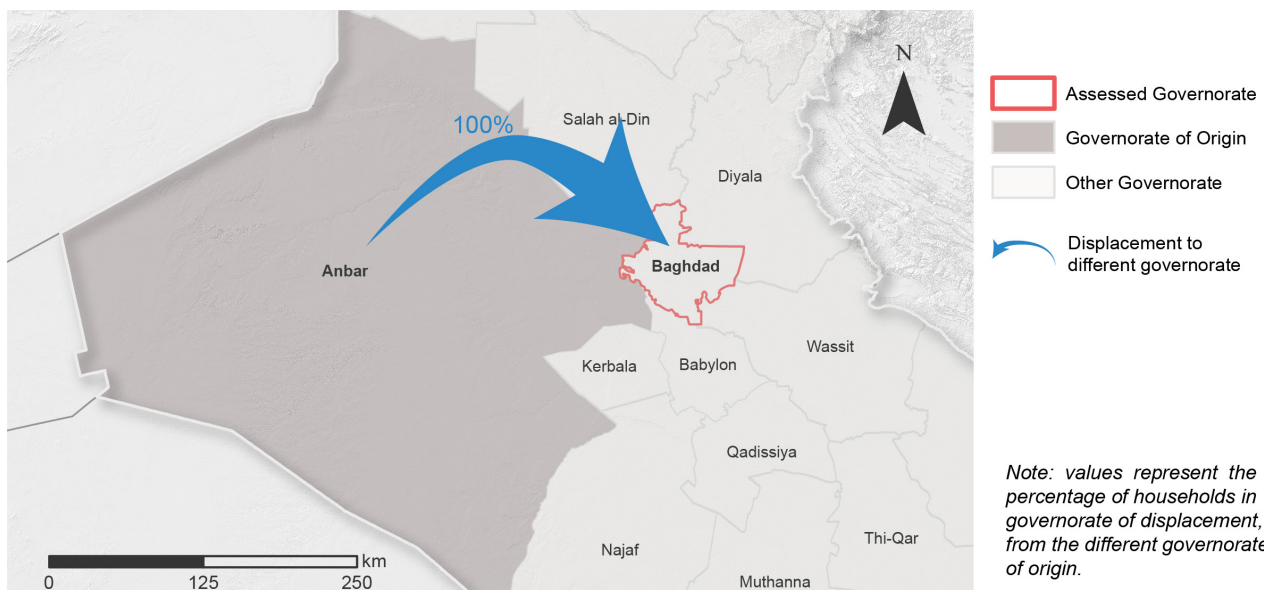 100%
Salah al-Din
Diyala
Anbar
Baghdad
Wassit
Kerbala
Babylon
Qadissiya
Najaf
Thi-Qar
Muthanna
km
0
125
250
N
Assessed Governorate
Governorate of Origin
Other Governorate
Displacement to
different governorate
Note: values represent the
percentage of households in
governorate of displacement,
from the different governorate
of origin.